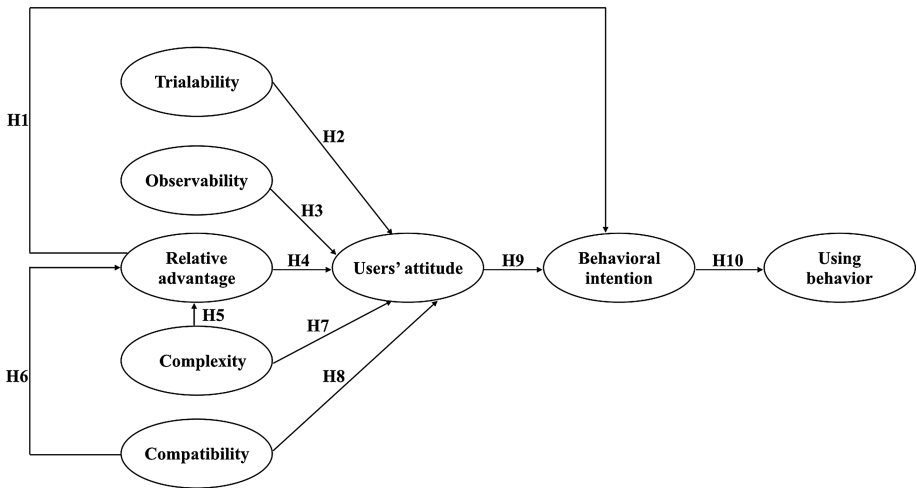 Trialability
H1
H2
Observability
H3
Relative
advantage
H4
Users' attitude
H9
Behavioral
intention
H10
Using
behavior
H5
H7
Complexity
H6
H8
Compatibility